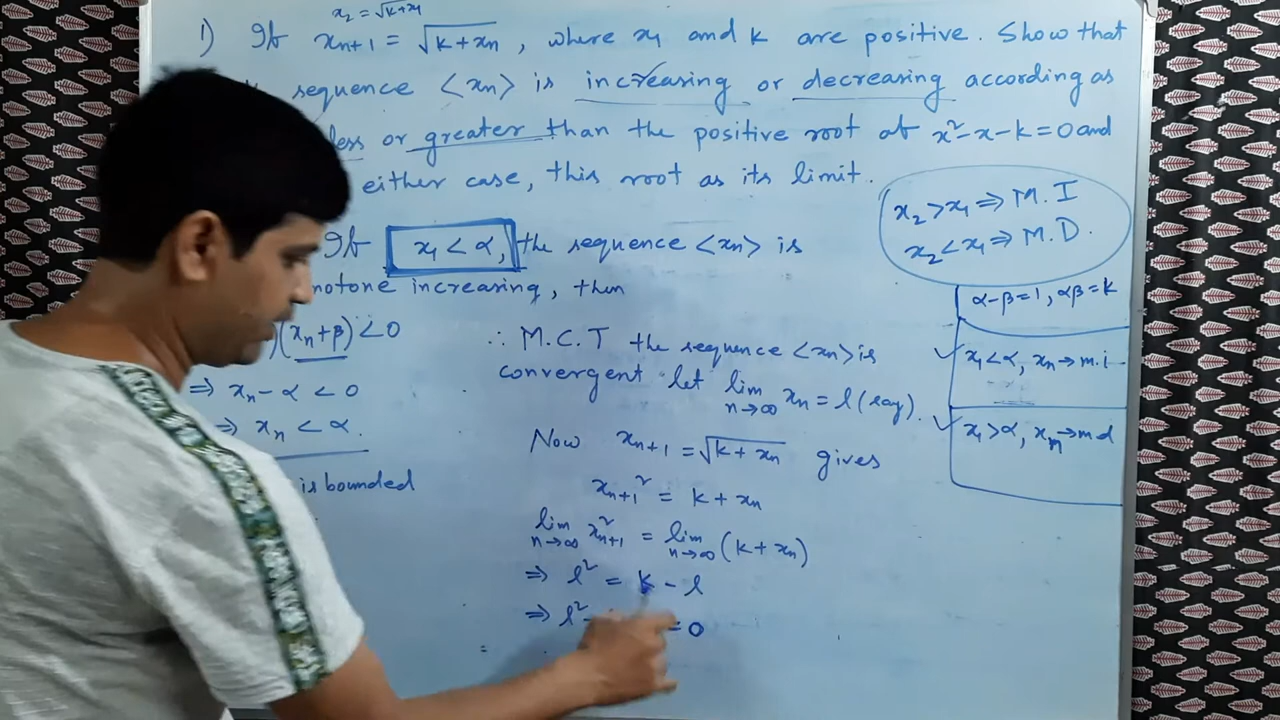 x₂ = √k+x₁
1) If xₙ₊₁ = √k+xₙ , where x₁ and k are positive. Show that
sequence <xₙ> is increasing or decreasing according as
less or greater than the positive root at x²-x-k=0 and
either case, this root as its limit.
x₂>x₁ ⇒ M.I
x₂<x₁ ⇒ M.D.
If x₁ < α, the sequence <xₙ> is
notone increasing, then
α-β=1, αβ=k
✓ x₁<α, xₙ→m.i
✓ x₁>α, xₙ→m d
)(xₙ+β) <0
⇒ xₙ-α <0
⇒ xₙ < α.
is bounded
∴ M.C.T the sequence <xₙ> is
convergent let lim n→∞ xₙ = l (say).
Now xₙ₊₁ = √k+xₙ gives
xₙ₊₁² = k+xₙ
lim n→∞ xₙ₊₁² = lim n→∞ (k+xₙ)
⇒ l² = k - l
⇒ l² - = 0